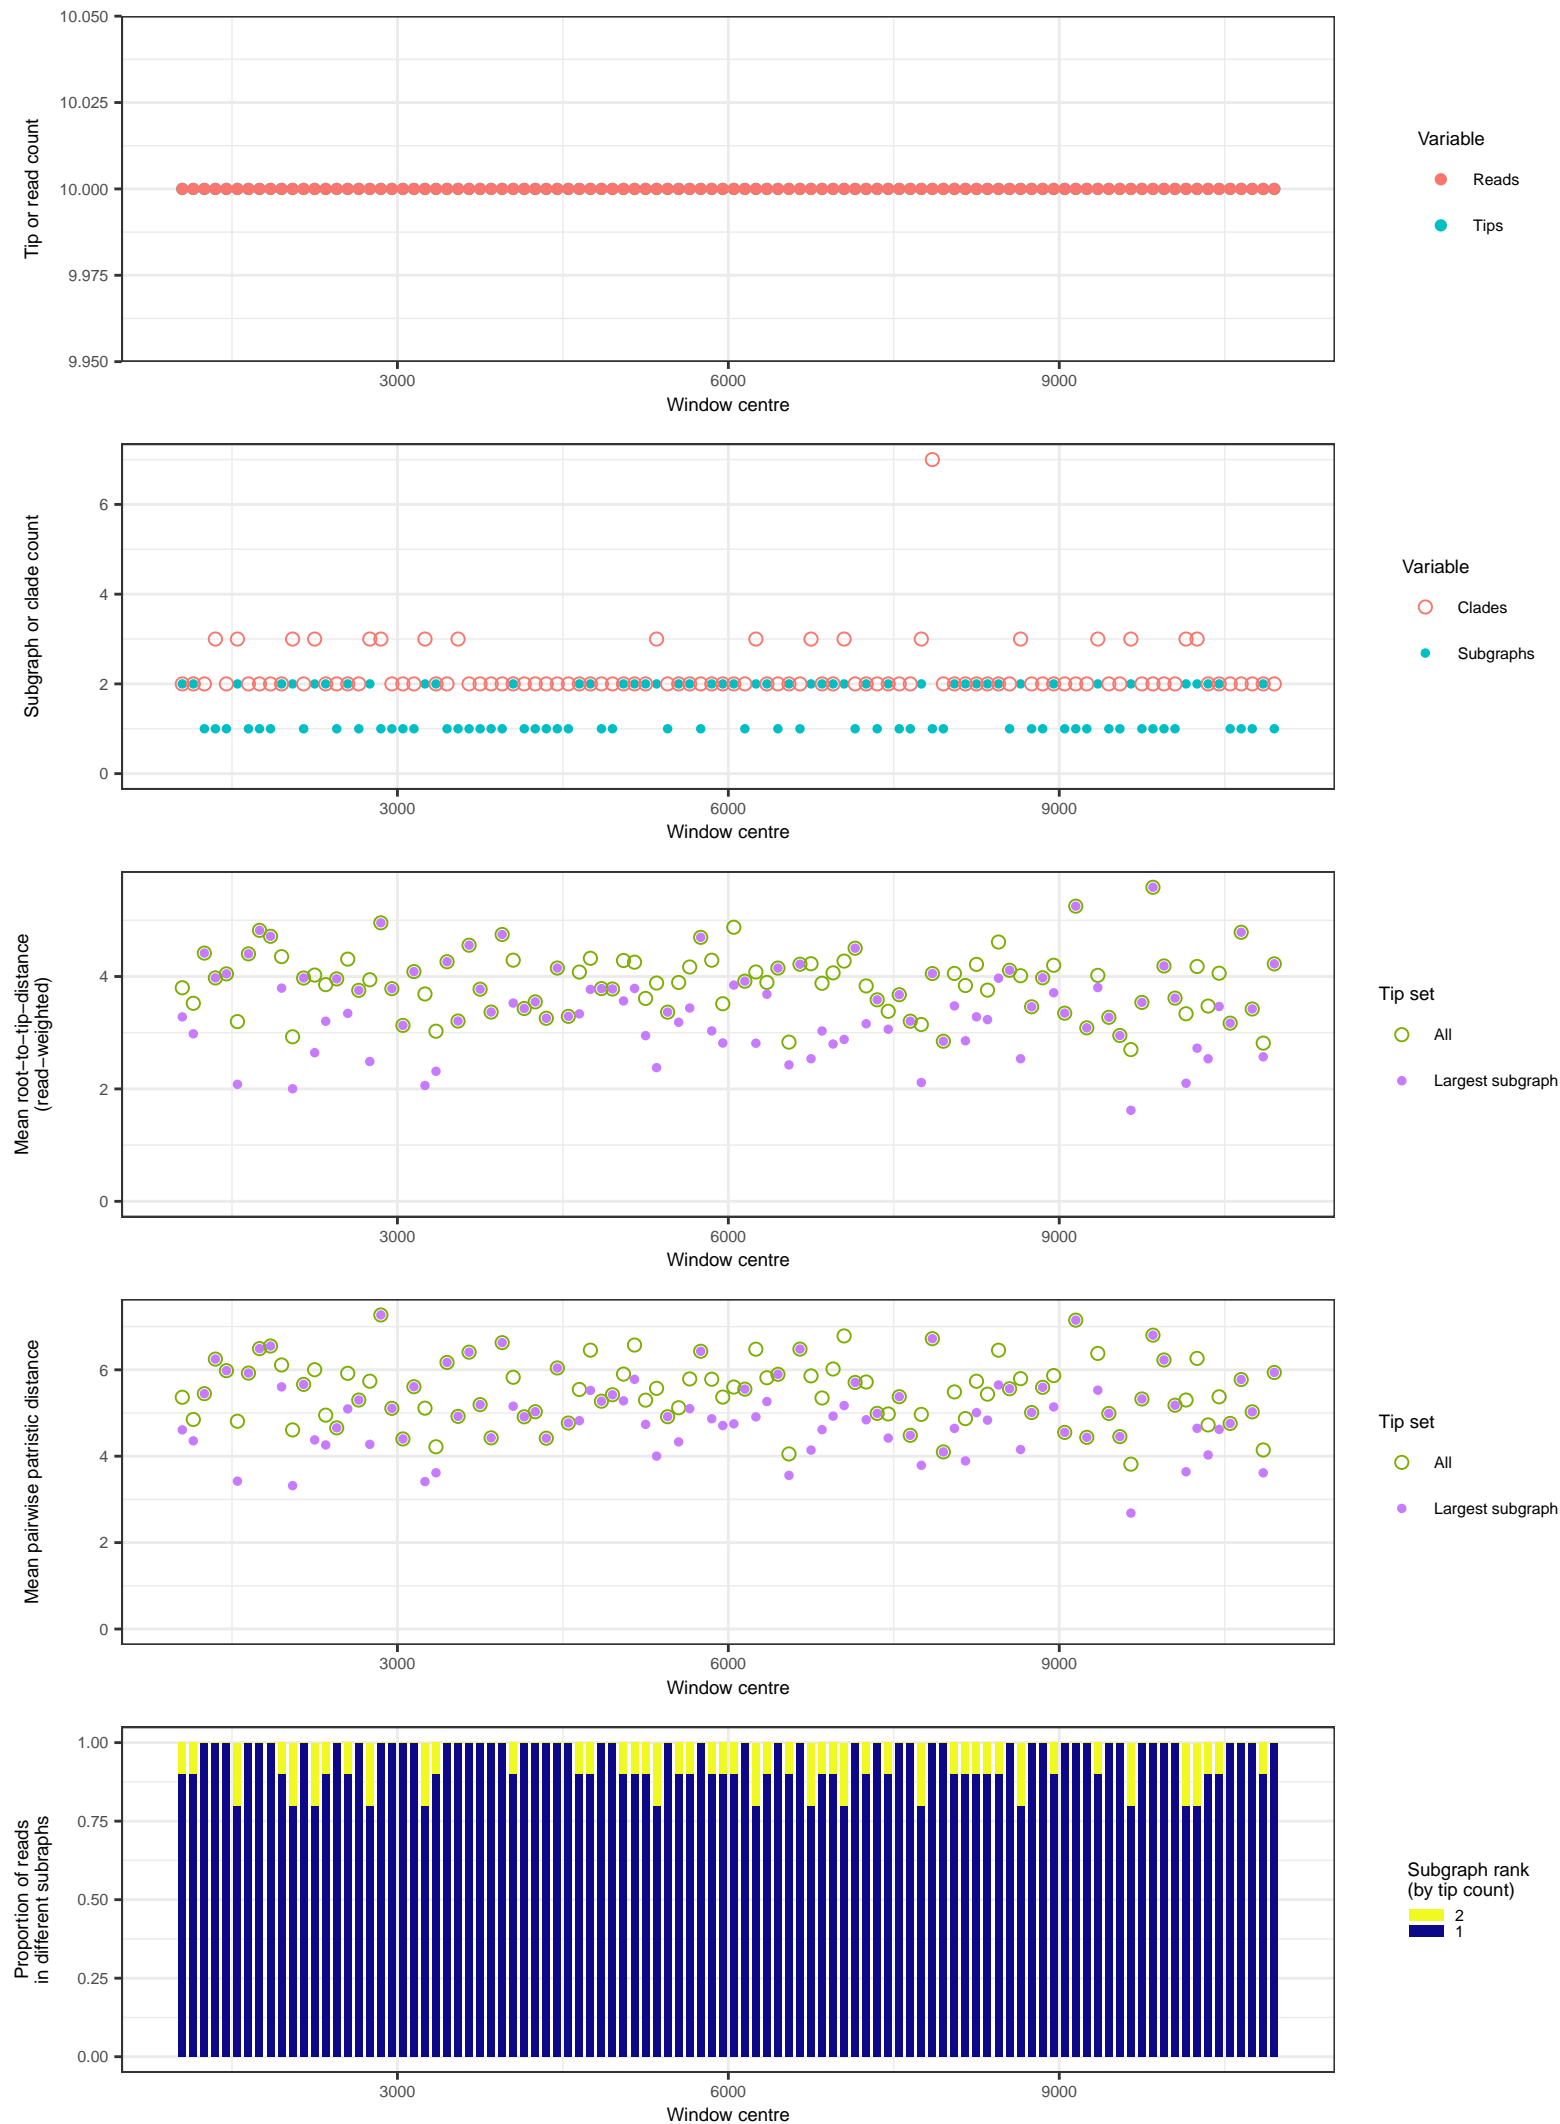 10.050
10.025
10.000
9.975
9.950
Tip or read count
3000
6000
9000
Window centre
Variable
Reads
Tips
6
4
2
0
Subgraph or clade count
3000
6000
9000
Window centre
Variable
Clades
Subgraphs
4
2
0
Mean root−to−tip−distance
(read−weighted)
3000
6000
9000
Window centre
Tip set
All
Largest subgraph
6
4
2
0
Mean pairwise patristic distance
3000
6000
9000
Window centre
Tip set
All
Largest subgraph
1.00
0.75
0.50
0.25
0.00
Proportion of reads
in different subraphs
3000
6000
9000
Window centre
Subgraph rank
(by tip count)
2
1